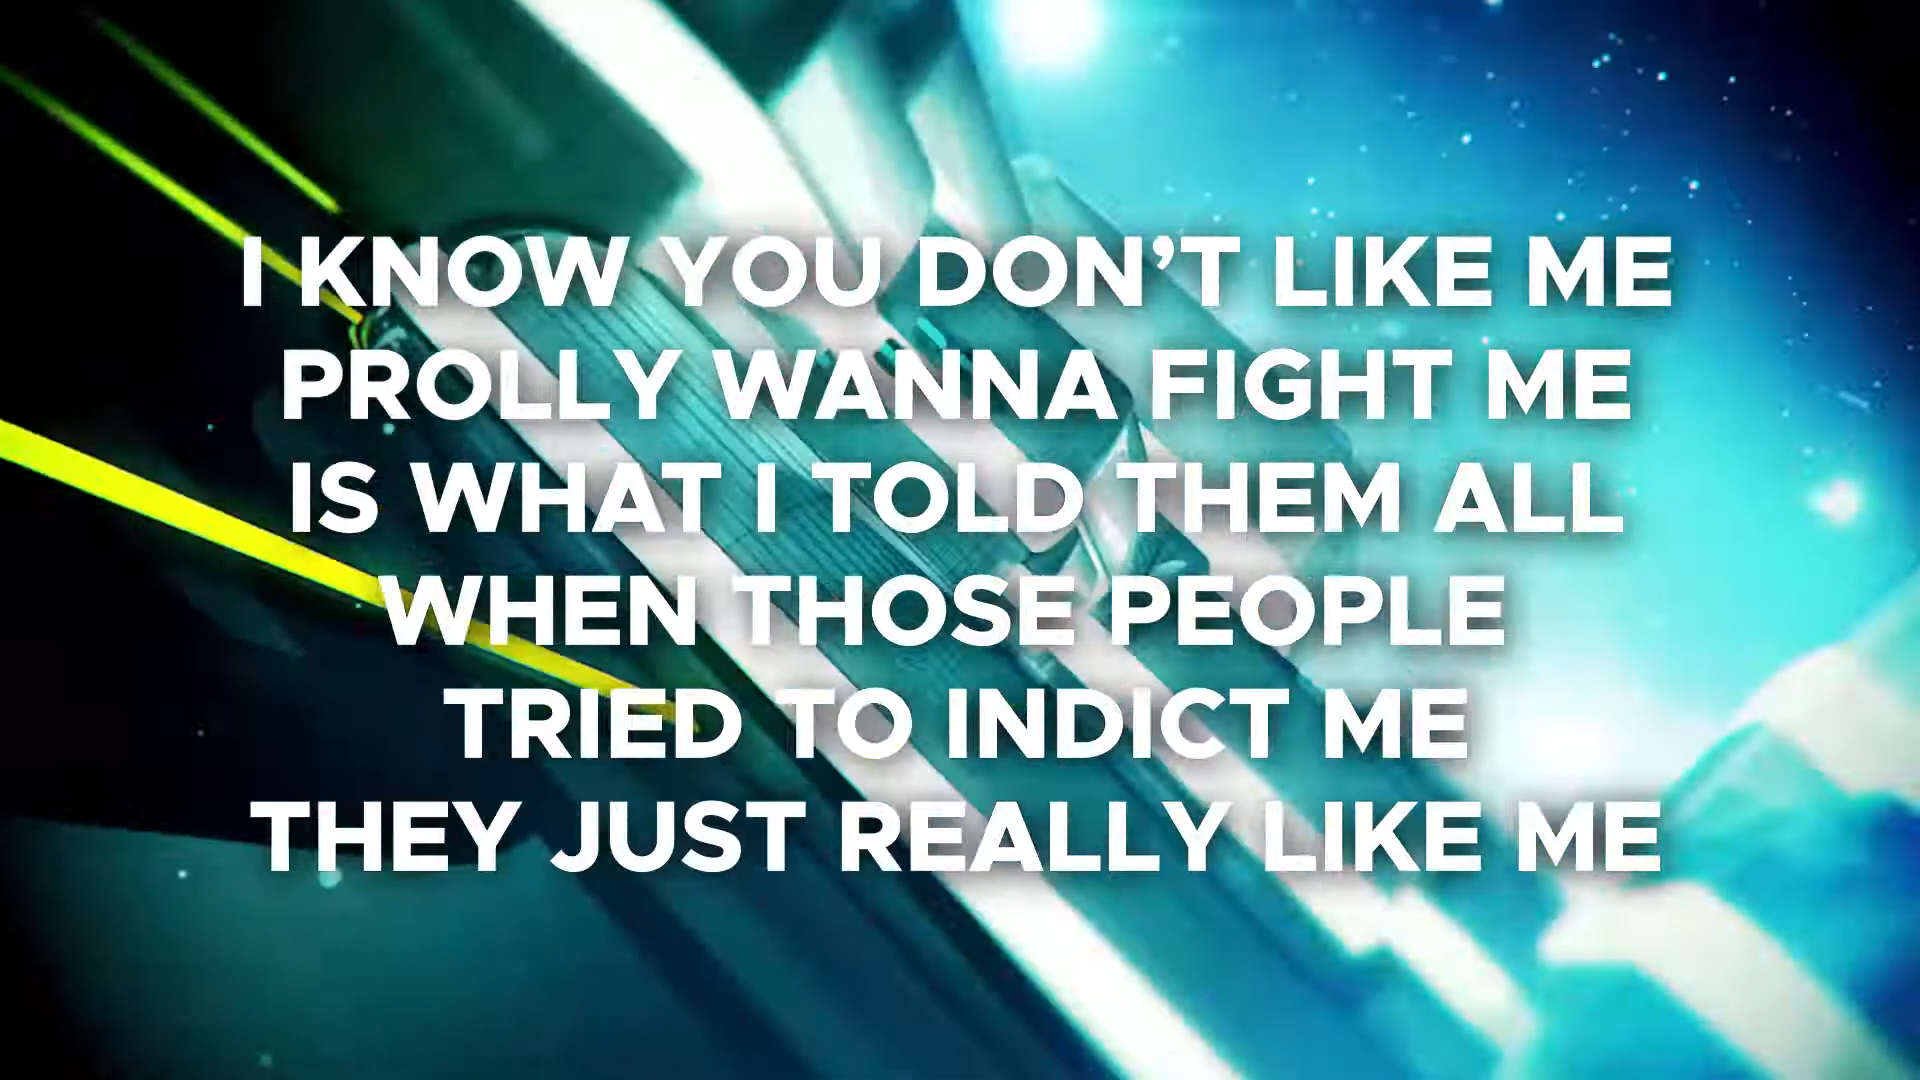 I KNOW YOU DON’T LIKE ME
PROLLY WANNA FIGHT ME
IS WHAT I TOLD THEM ALL
WHEN THOSE PEOPLE
TRIED TO INDICT ME
THEY JUST REALLY LIKE ME